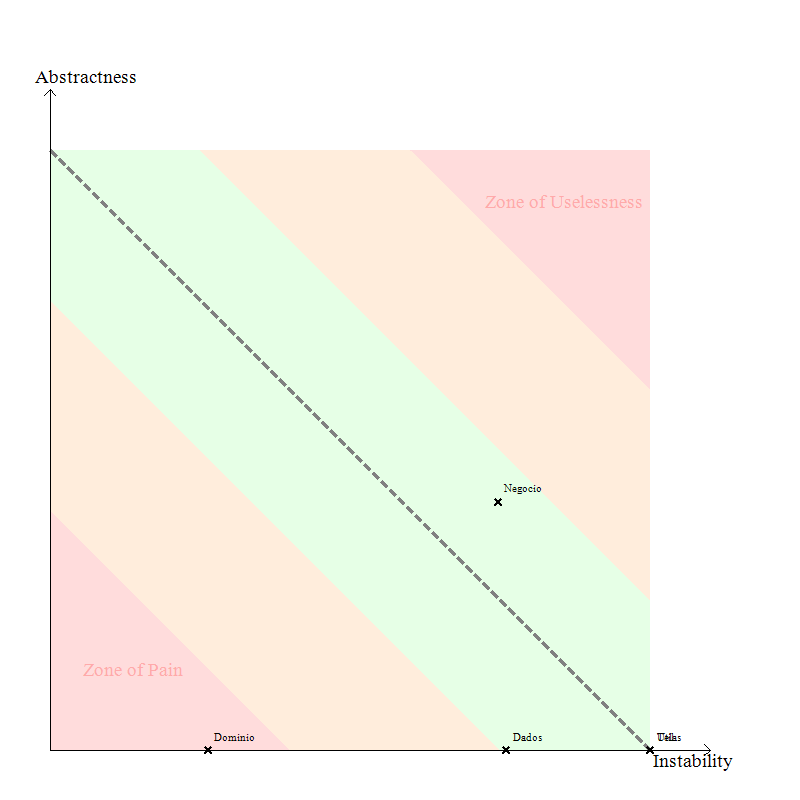 Abstractness
Zone of Uselessness
Negocio
Zone of Pain
Dominio
Dados
Instability